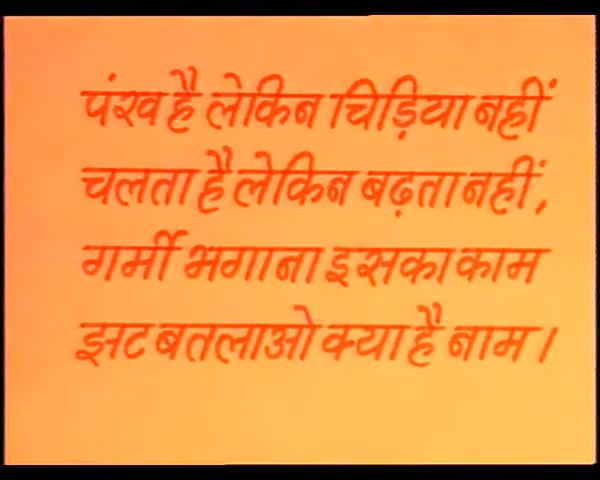 पंख है लेकिन चिड़िया नहीं
चलता है लेकिन बढ़ता नहीं,
गर्मी भगाना इसका काम
झट बतलाओ क्या है नाम।